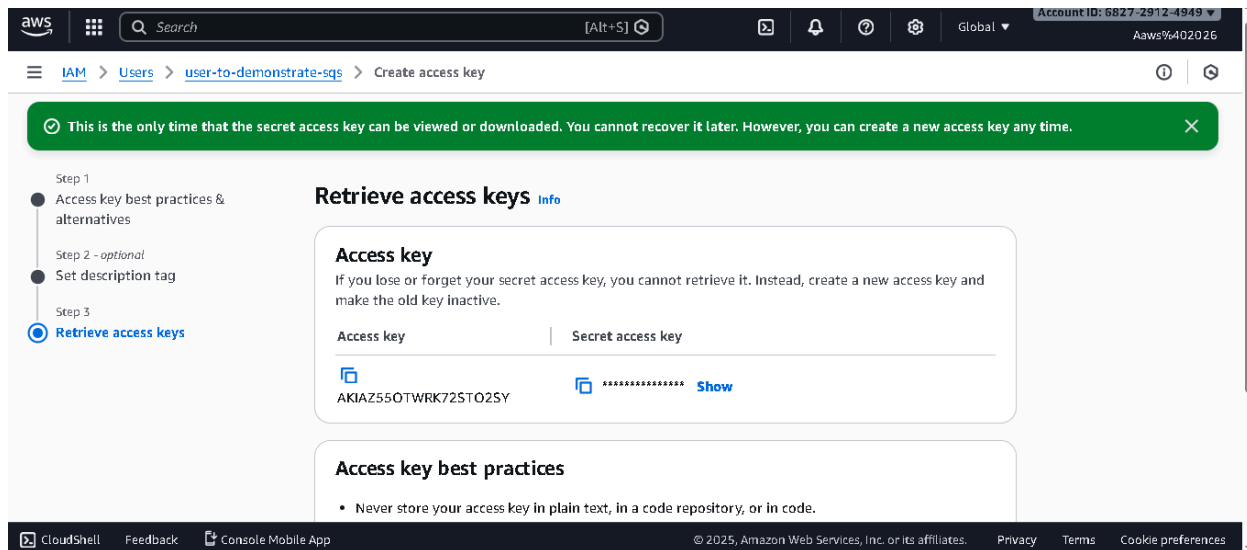 aws
Search
[Alt+S]
Global ▼
Account ID: 6827-2912-4949 ▼
Aaws%402026
IAM > Users > user-to-demonstrate-sqs > Create access key
This is the only time that the secret access key can be viewed or downloaded. You cannot recover it later. However, you can create a new access key any time.
Step 1
Access key best practices &
alternatives
Step 2 - optional
Set description tag
Step 3
Retrieve access keys
Retrieve access keys Info
Access key
If you lose or forget your secret access key, you cannot retrieve it. Instead, create a new access key and
make the old key inactive.
Access key
Secret access key
AKIAZ55OTWRK72STO2SY
*************** Show
Access key best practices
• Never store your access key in plain text, in a code repository, or in code.
CloudShell Feedback Console Mobile App © 2025, Amazon Web Services, Inc. or its affiliates. Privacy Terms Cookie preferences